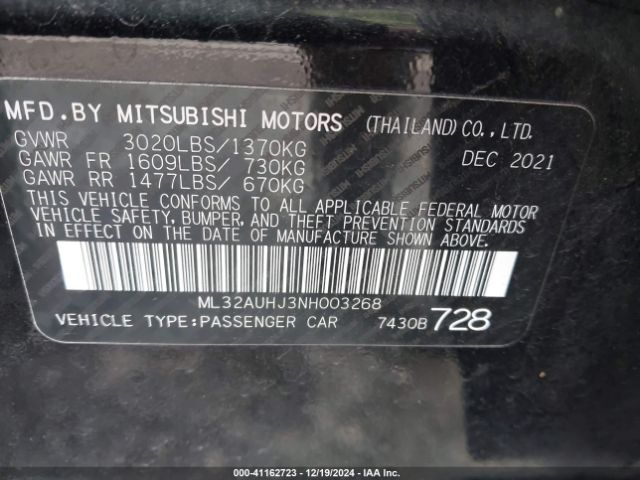 MFD.BY MITSUBISHI MOTORS (THAILAND)CO.,LTD.
GVWR 3020LBS/1370KG
DEC 2021
GAWR FR 1609LBS/ 730KG
GAWR RR 1477LBS/ 670KG
THIS VEHICLE CONFORMS TO ALL APPLICABLE FEDERAL MOTOR
VEHICLE SAFETY, BUMPER, AND THEFT PREVENTION STANDARDS
IN EFFECT ON THE DATE OF MANUFACTURE SHOWN ABOVE.
ML32AUHJ3NH003268
VEHICLE TYPE:PASSENGER CAR 7430B 728
000-41162723 - 12/19/2024 - IAA Inc.